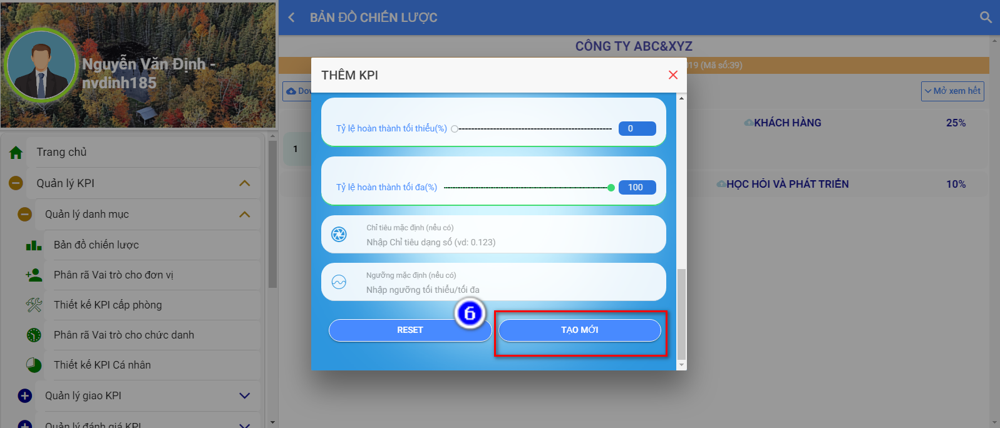 Nguyễn Văn Định -
nvdinh185
Trang chủ
Quản lý KPI
Quản lý danh mục
Bản đồ chiến lược
Phân rã Vai trò cho đơn vị
Thiết kế KPI cấp phòng
Phân rã Vai trò cho chức danh
Thiết kế KPI Cá nhân
Quản lý giao KPI
Quản lý đánh giá KPI
BẢN ĐỒ CHIẾN LƯỢC
CÔNG TY ABC&XYZ
(Mã số:39)
Mở xem hết
KHÁCH HÀNG 25%
1
HỌC HỎI VÀ PHÁT TRIỂN 10%
THÊM KPI
Tỷ lệ hoàn thành tối thiểu(%) 0
Tỷ lệ hoàn thành tối đa(%) 100
Chỉ tiêu mặc định (nếu có)
Nhập Chỉ tiêu dạng số (vd: 0.123)
Ngưỡng mặc định (nếu có)
Nhập ngưỡng tối thiểu/tối đa
6
RESET TẠO MỚI